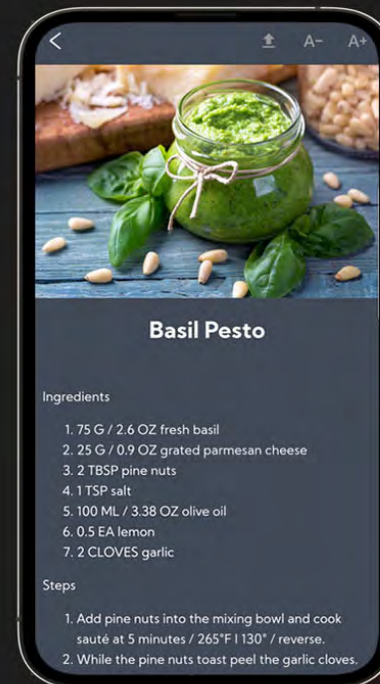 A- A+
Basil Pesto
Ingredients
1. 75 G / 2.6 OZ fresh basil
2. 25 G / 0.9 OZ grated parmesan cheese
3. 2 TBSP pine nuts
4. 1 TSP salt
5. 100 ML / 3.38 OZ olive oil
6. 0.5 EA lemon
7. 2 CLOVES garlic
Steps
1. Add pine nuts into the mixing bowl and cook
sauté at 5 minutes / 265°F I 130° / reverse.
2. While the pine nuts toast peel the garlic cloves.